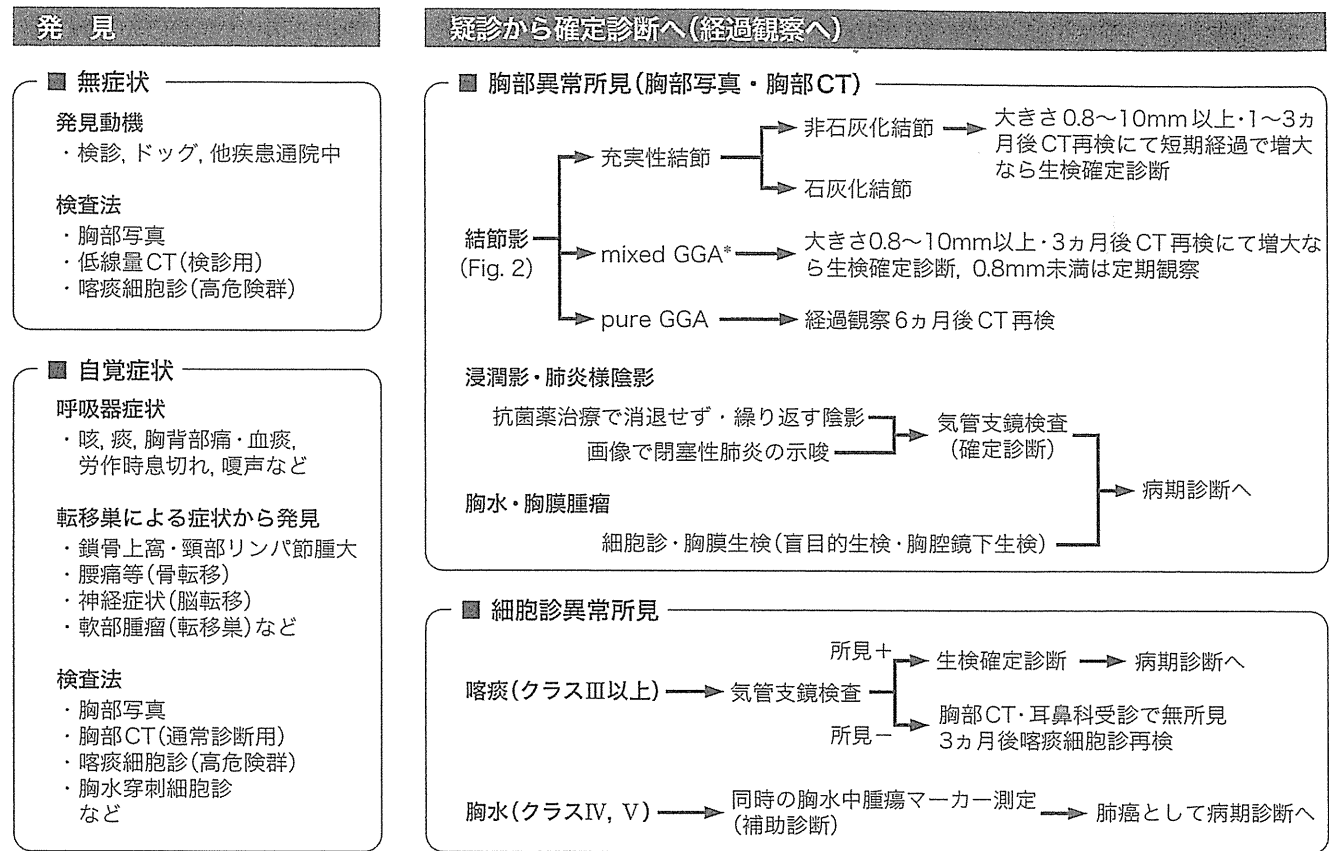 発 見
■ 無症状
発見動機
・検診, ドッグ, 他疾患通院中
検査法
・胸部写真
・低線量CT(検診用)
・喀痰細胞診(高危険群)
■ 自覚症状
呼吸器症状
・咳, 痰, 胸背部痛・血痰,
労作時息切れ, 嗄声など
転移巣による症状から発見
・鎖骨上窩・頸部リンパ節腫大
・腰痛等(骨転移)
・神経症状(脳転移)
・軟部腫瘤(転移巣)など
検査法
・胸部写真
・胸部CT(通常診断用)
・喀痰細胞診(高危険群)
・胸水穿刺細胞診
など
疑診から確定診断へ(経過観察へ)
■ 胸部異常所見(胸部写真・胸部CT)
結節影
(Fig. 2)
充実性結節
非石灰化結節
大きさ0.8〜10mm以上・1〜3ヵ
月後CT再検にて短期経過で増大
なら生検確定診断
石灰化結節
mixed GGA*
大きさ0.8〜10mm以上・3ヵ月後CT再検にて増大な
ら生検確定診断, 0.8mm未満は定期観察
pure GGA
経過観察6ヵ月後CT再検
浸潤影・肺炎様陰影
抗菌薬治療で消退せず・繰り返す陰影
画像で閉塞性肺炎の示唆
気管支鏡検査
(確定診断)
胸水・胸膜腫瘤
細胞診・胸膜生検(盲目的生検・胸腔鏡下生検)
病期診断へ
■ 細胞診異常所見
喀痰(クラスⅢ以上)
気管支鏡検査
所見+
生検確定診断
病期診断へ
所見−
胸部CT・耳鼻科受診で無所見
3ヵ月後喀痰細胞診再検
胸水(クラスⅣ, Ⅴ)
同時の胸水中腫瘍マーカー測定
(補助診断)
肺癌として病期診断へ